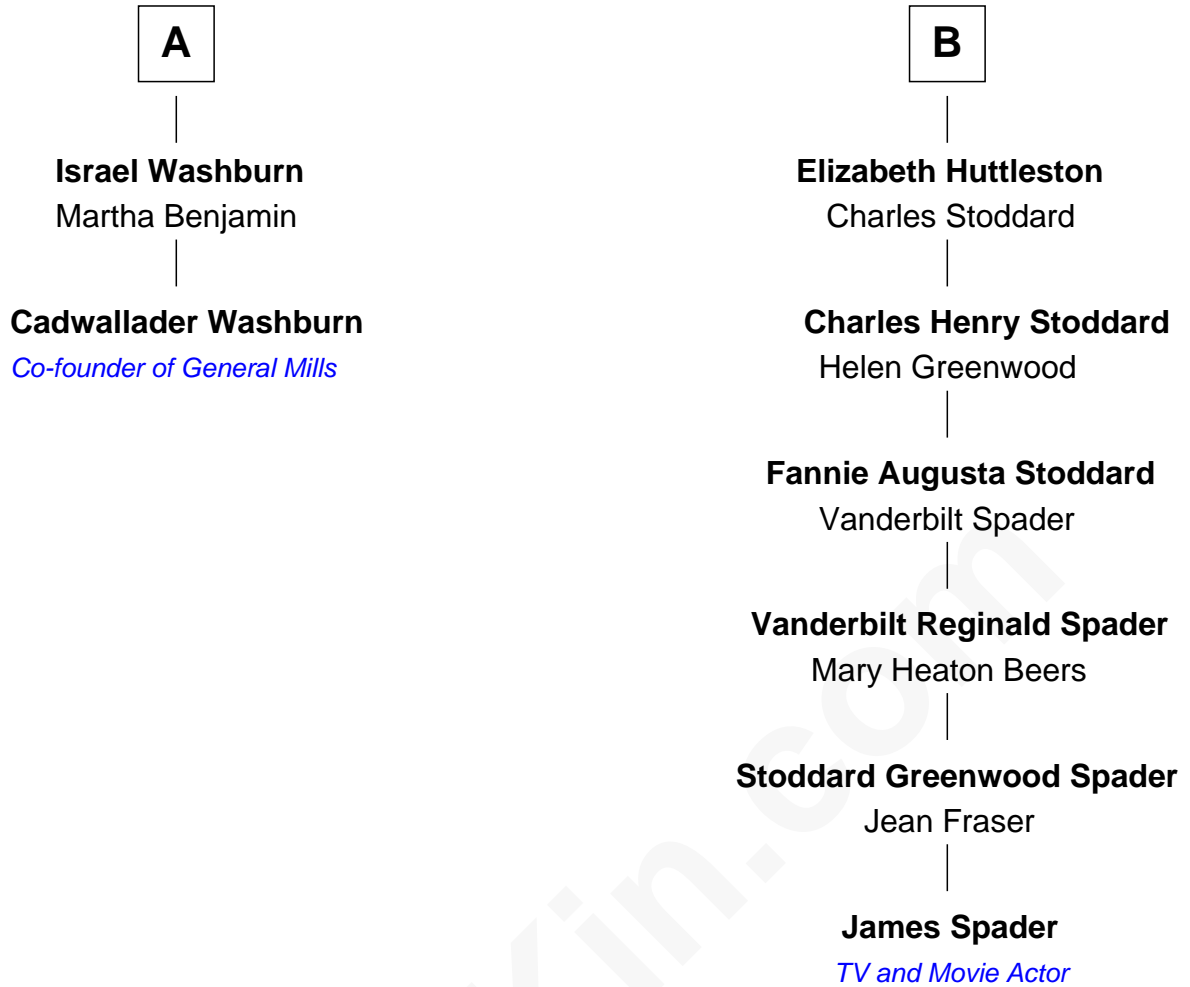 A
Israel Washburn
Martha Benjamin
Cadwallader Washburn
Co-founder of General Mills
B
Elizabeth Huttleston
Charles Stoddard
Charles Henry Stoddard
Helen Greenwood
Fannie Augusta Stoddard
Vanderbilt Spader
Vanderbilt Reginald Spader
Mary Heaton Beers
Stoddard Greenwood Spader
Jean Fraser
James Spader
TV and Movie Actor
Kin.com